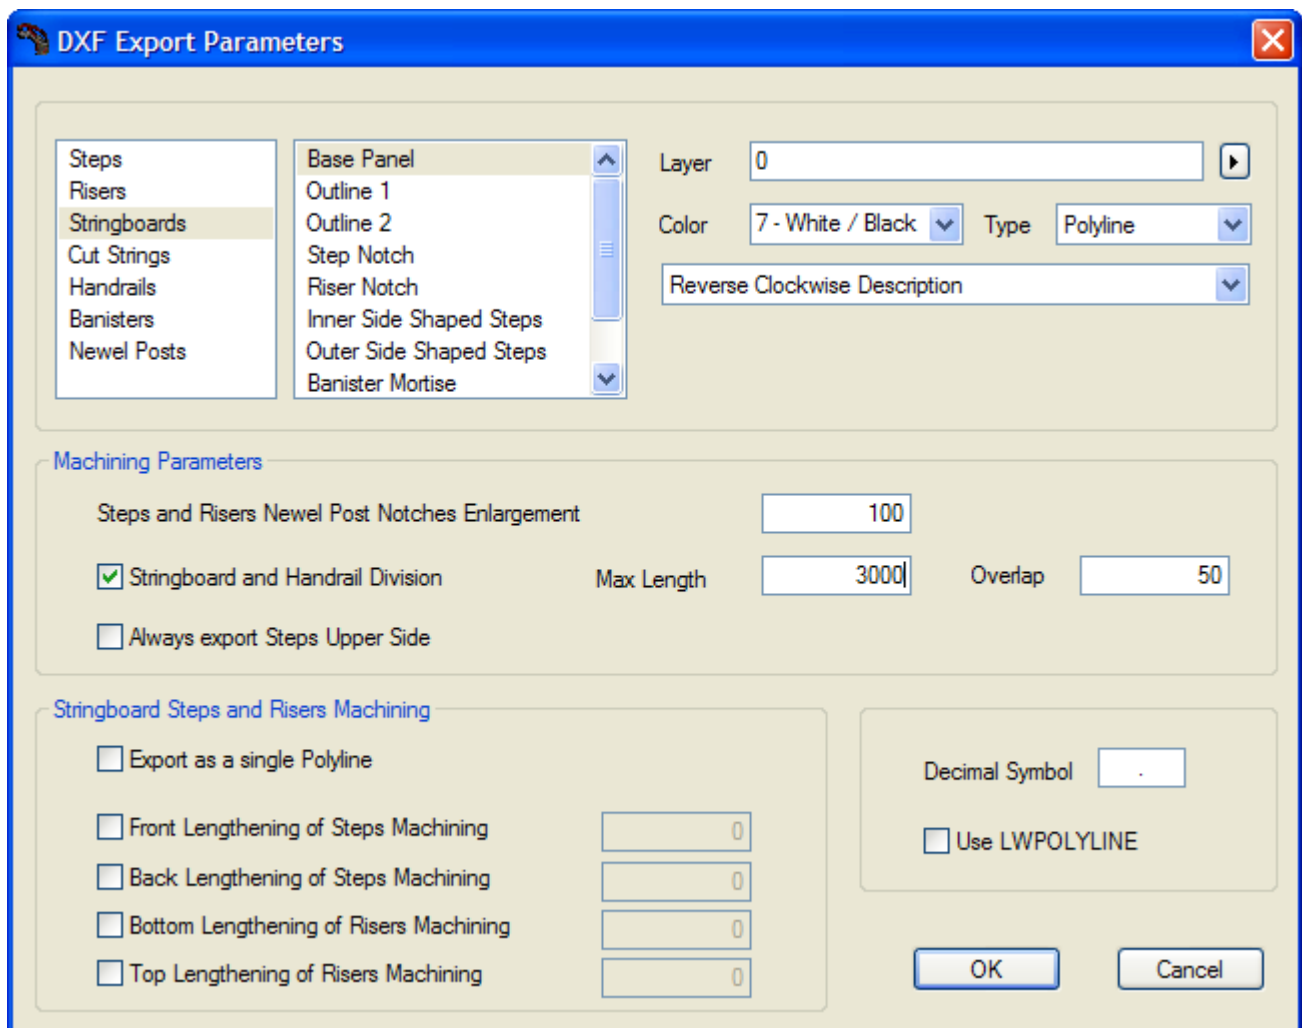 DXF Export Parameters
Steps
Risers
Stringboards
Cut Strings
Handrails
Banisters
Newel Posts
Base Panel
Outline 1
Outline 2
Step Notch
Riser Notch
Inner Side Shaped Steps
Outer Side Shaped Steps
Banister Mortise
Layer 0
Color 7 - White / Black Type Polyline
Reverse Clockwise Description
Machining Parameters
Steps and Risers Newel Post Notches Enlargement 100
Stringboard and Handrail Division Max Length 3000 Overlap 50
Always export Steps Upper Side
Stringboard Steps and Risers Machining
Export as a single Polyline
Front Lengthening of Steps Machining 0
Back Lengthening of Steps Machining 0
Bottom Lengthening of Risers Machining 0
Top Lengthening of Risers Machining 0
Decimal Symbol .
Use LWPOLYLINE
OK Cancel